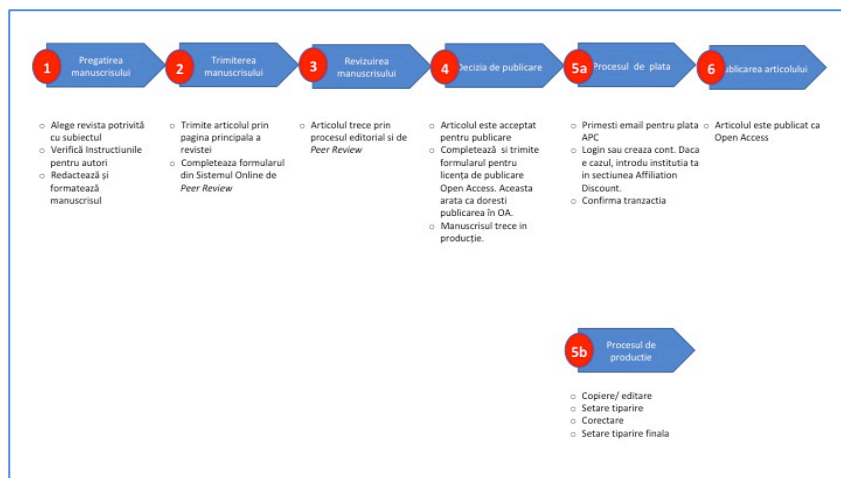 1
Pregatirea
manuscrisului
o Alege revista potrivită
cu subiectul
o Verifică Instructiunile
pentru autori
o Redactează și
formatează
manuscrisul
2
Trimiterea
manuscrisului
o Trimite articolul prin
pagina principala a
revistei
o Completeaza formularul
din Sistemul Online de
Peer Review
3
Revizuirea
manuscrisului
o Articolul trece prin
procesul editorial si de
Peer Review
4
Decizia de publicare
o Articolul este acceptat
pentru publicare
o Completează si trimite
formularul pentru
licența de publicare
Open Access. Aceasta
arata ca doresti
publicarea în OA.
o Manuscrisul trece in
producție.
5a
Procesul de plata
o Primesti email pentru plata
APC
o Login sau creaza cont. Daca
e cazul, introdu institutia ta
in sectiunea Affiliation
Discount.
o Confirma tranzactia
6
Publicarea articolului
o Articolul este publicat ca
Open Access
5b
Procesul de
productie
o Copiere/ editare
o Setare tiparire
o Corectare
o Setare tiparire finala